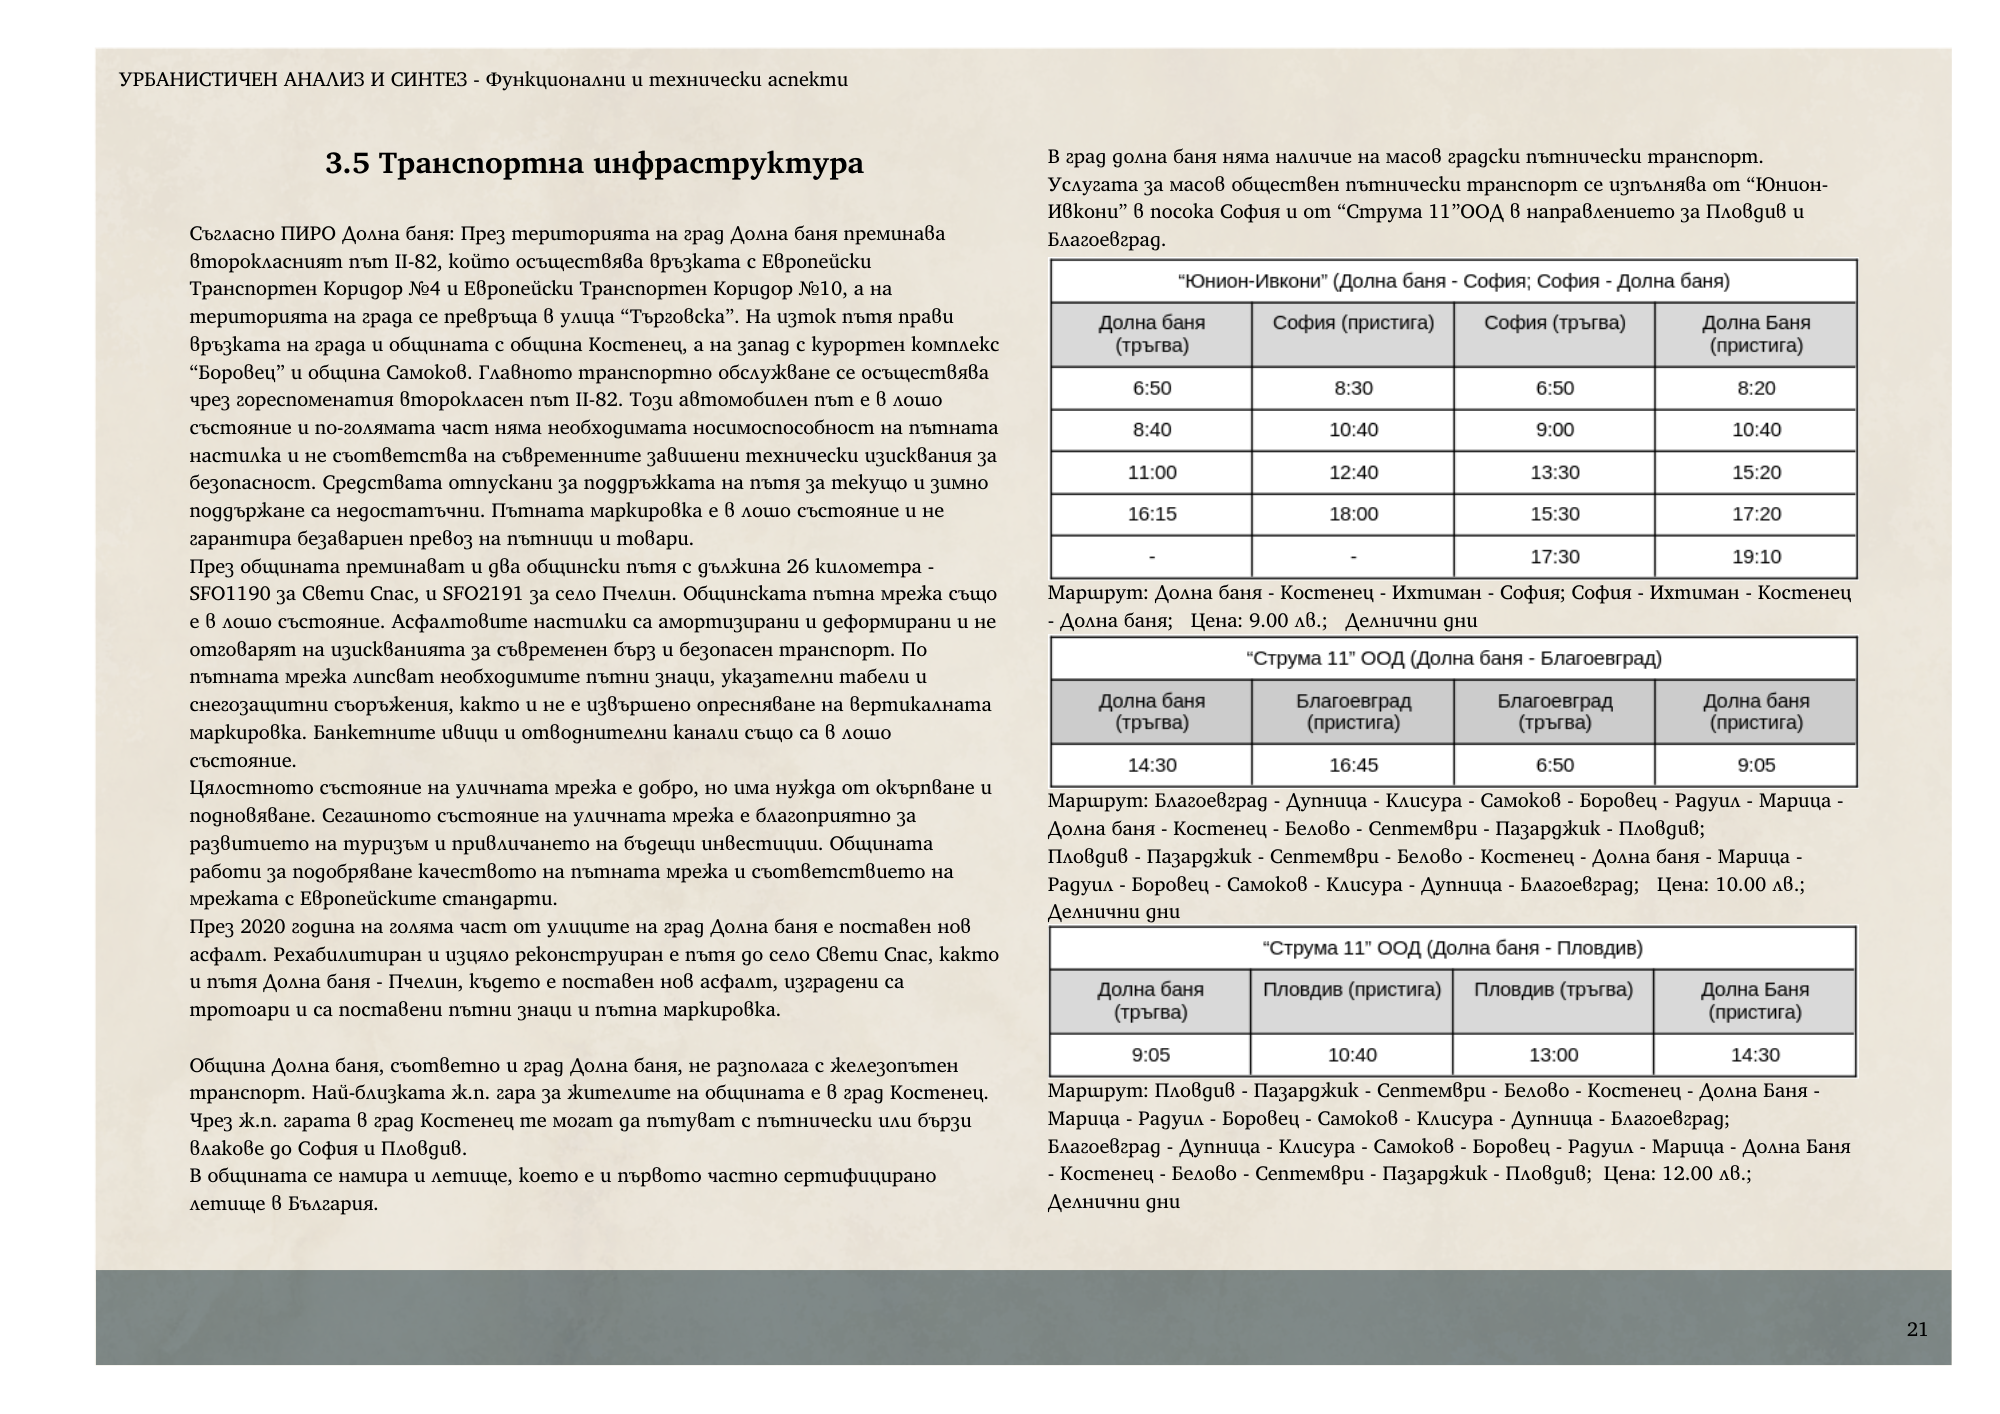 УРБАНИСТИЧЕН АНАЛИЗ И СИНТЕЗ - Функционални и технически аспекти
3.5 Транспортна инфраструктура
Съгласно ПИРО Долна баня: През територията на град Долна баня преминава
второкласният път II-82, който осъществява връзката с Европейски
Транспортен Коридор №4 и Европейски Транспортен Коридор №10, а на
територията на града се превръща в улица “Търговска”. На изток пътя прави
връзката на града и общината с община Костенец, а на запад с курортен комплекс
“Боровец” и община Самоков. Главното транспортно обслужване се осъществява
чрез гореспоменатия второкласен път II-82. Този автомобилен път е в лошо
състояние и по-голямата част няма необходимата носимоспособност на пътната
настилка и не съответства на съвременните завишени технически изисквания за
безопасност. Средствата отпускани за поддръжката на пътя за текущо и зимно
поддържане са недостатъчни. Пътната маркировка е в лошо състояние и не
гарантира безавариен превоз на пътници и товари.
През общината преминават и два общински пътя с дължина 26 километра -
SFO1190 за Свети Спас, и SFO2191 за село Пчелин. Общинската пътна мрежа също
е в лошо състояние. Асфалтовите настилки са амортизирани и деформирани и не
отговарят на изискванията за съвременен бърз и безопасен транспорт. По
пътната мрежа липсват необходимите пътни знаци, указателни табели и
снегозащитни съоръжения, както и не е извършено опресняване на вертикалната
маркировка. Банкетните ивици и отводнителни канали също са в лошо
състояние.
Цялостното състояние на уличната мрежа е добро, но има нужда от окърпване и
подновяване. Сегашното състояние на уличната мрежа е благоприятно за
развитието на туризъм и привличането на бъдещи инвестиции. Общината
работи за подобряване качеството на пътната мрежа и съответствието на
мрежата с Европейските стандарти.
През 2020 година на голяма част от улиците на град Долна баня е поставен нов
асфалт. Рехабилитиран и изцяло реконструиран е пътя до село Свети Спас, както
и пътя Долна баня - Пчелин, където е поставен нов асфалт, изградени са
тротоари и са поставени пътни знаци и пътна маркировка.
Община Долна баня, съответно и град Долна баня, не разполага с железопътен
транспорт. Най-близката ж.п. гара за жителите на общината е в град Костенец.
Чрез ж.п. гарата в град Костенец те могат да пътуват с пътнически или бързи
влакове до София и Пловдив.
В общината се намира и летище, което е и първото частно сертифицирано
летище в България.
В град долна баня няма наличие на масов градски пътнически транспорт.
Услугата за масов обществен пътнически транспорт се изпълнява от “Юнион-
Ивкони” в посока София и от “Струма 11”ООД в направлението за Пловдив и
Благоевград.
“Юнион-Ивкони” (Долна баня - София; София - Долна баня)
Долна баня (тръгва) София (пристига) София (тръгва) Долна Баня (пристига)
6:50 8:30 6:50 8:20
8:40 10:40 9:00 10:40
11:00 12:40 13:30 15:20
16:15 18:00 15:30 17:20
- - 17:30 19:10
Маршрут: Долна баня - Костенец - Ихтиман - София; София - Ихтиман - Костенец
- Долна баня; Цена: 9.00 лв.; Делнични дни
“Струма 11” ООД (Долна баня - Благоевград)
Долна баня (тръгва) Благоевград (пристига) Благоевград (тръгва) Долна баня (пристига)
14:30 16:45 6:50 9:05
Маршрут: Благоевград - Дупница - Клисура - Самоков - Боровец - Радуил - Марица -
Долна баня - Костенец - Белово - Септември - Пазарджик - Пловдив;
Пловдив - Пазарджик - Септември - Белово - Костенец - Долна баня - Марица -
Радуил - Боровец - Самоков - Клисура - Дупница - Благоевград; Цена: 10.00 лв.;
Делнични дни
“Струма 11” ООД (Долна баня - Пловдив)
Долна баня (тръгва) Пловдив (пристига) Пловдив (тръгва) Долна Баня (пристига)
9:05 10:40 13:00 14:30
Маршрут: Пловдив - Пазарджик - Септември - Белово - Костенец - Долна Баня -
Марица - Радуил - Боровец - Самоков - Клисура - Дупница - Благоевград;
Благоевград - Дупница - Клисура - Самоков - Боровец - Радуил - Марица - Долна Баня
- Костенец - Белово - Септември - Пазарджик - Пловдив; Цена: 12.00 лв.;
Делнични дни
21